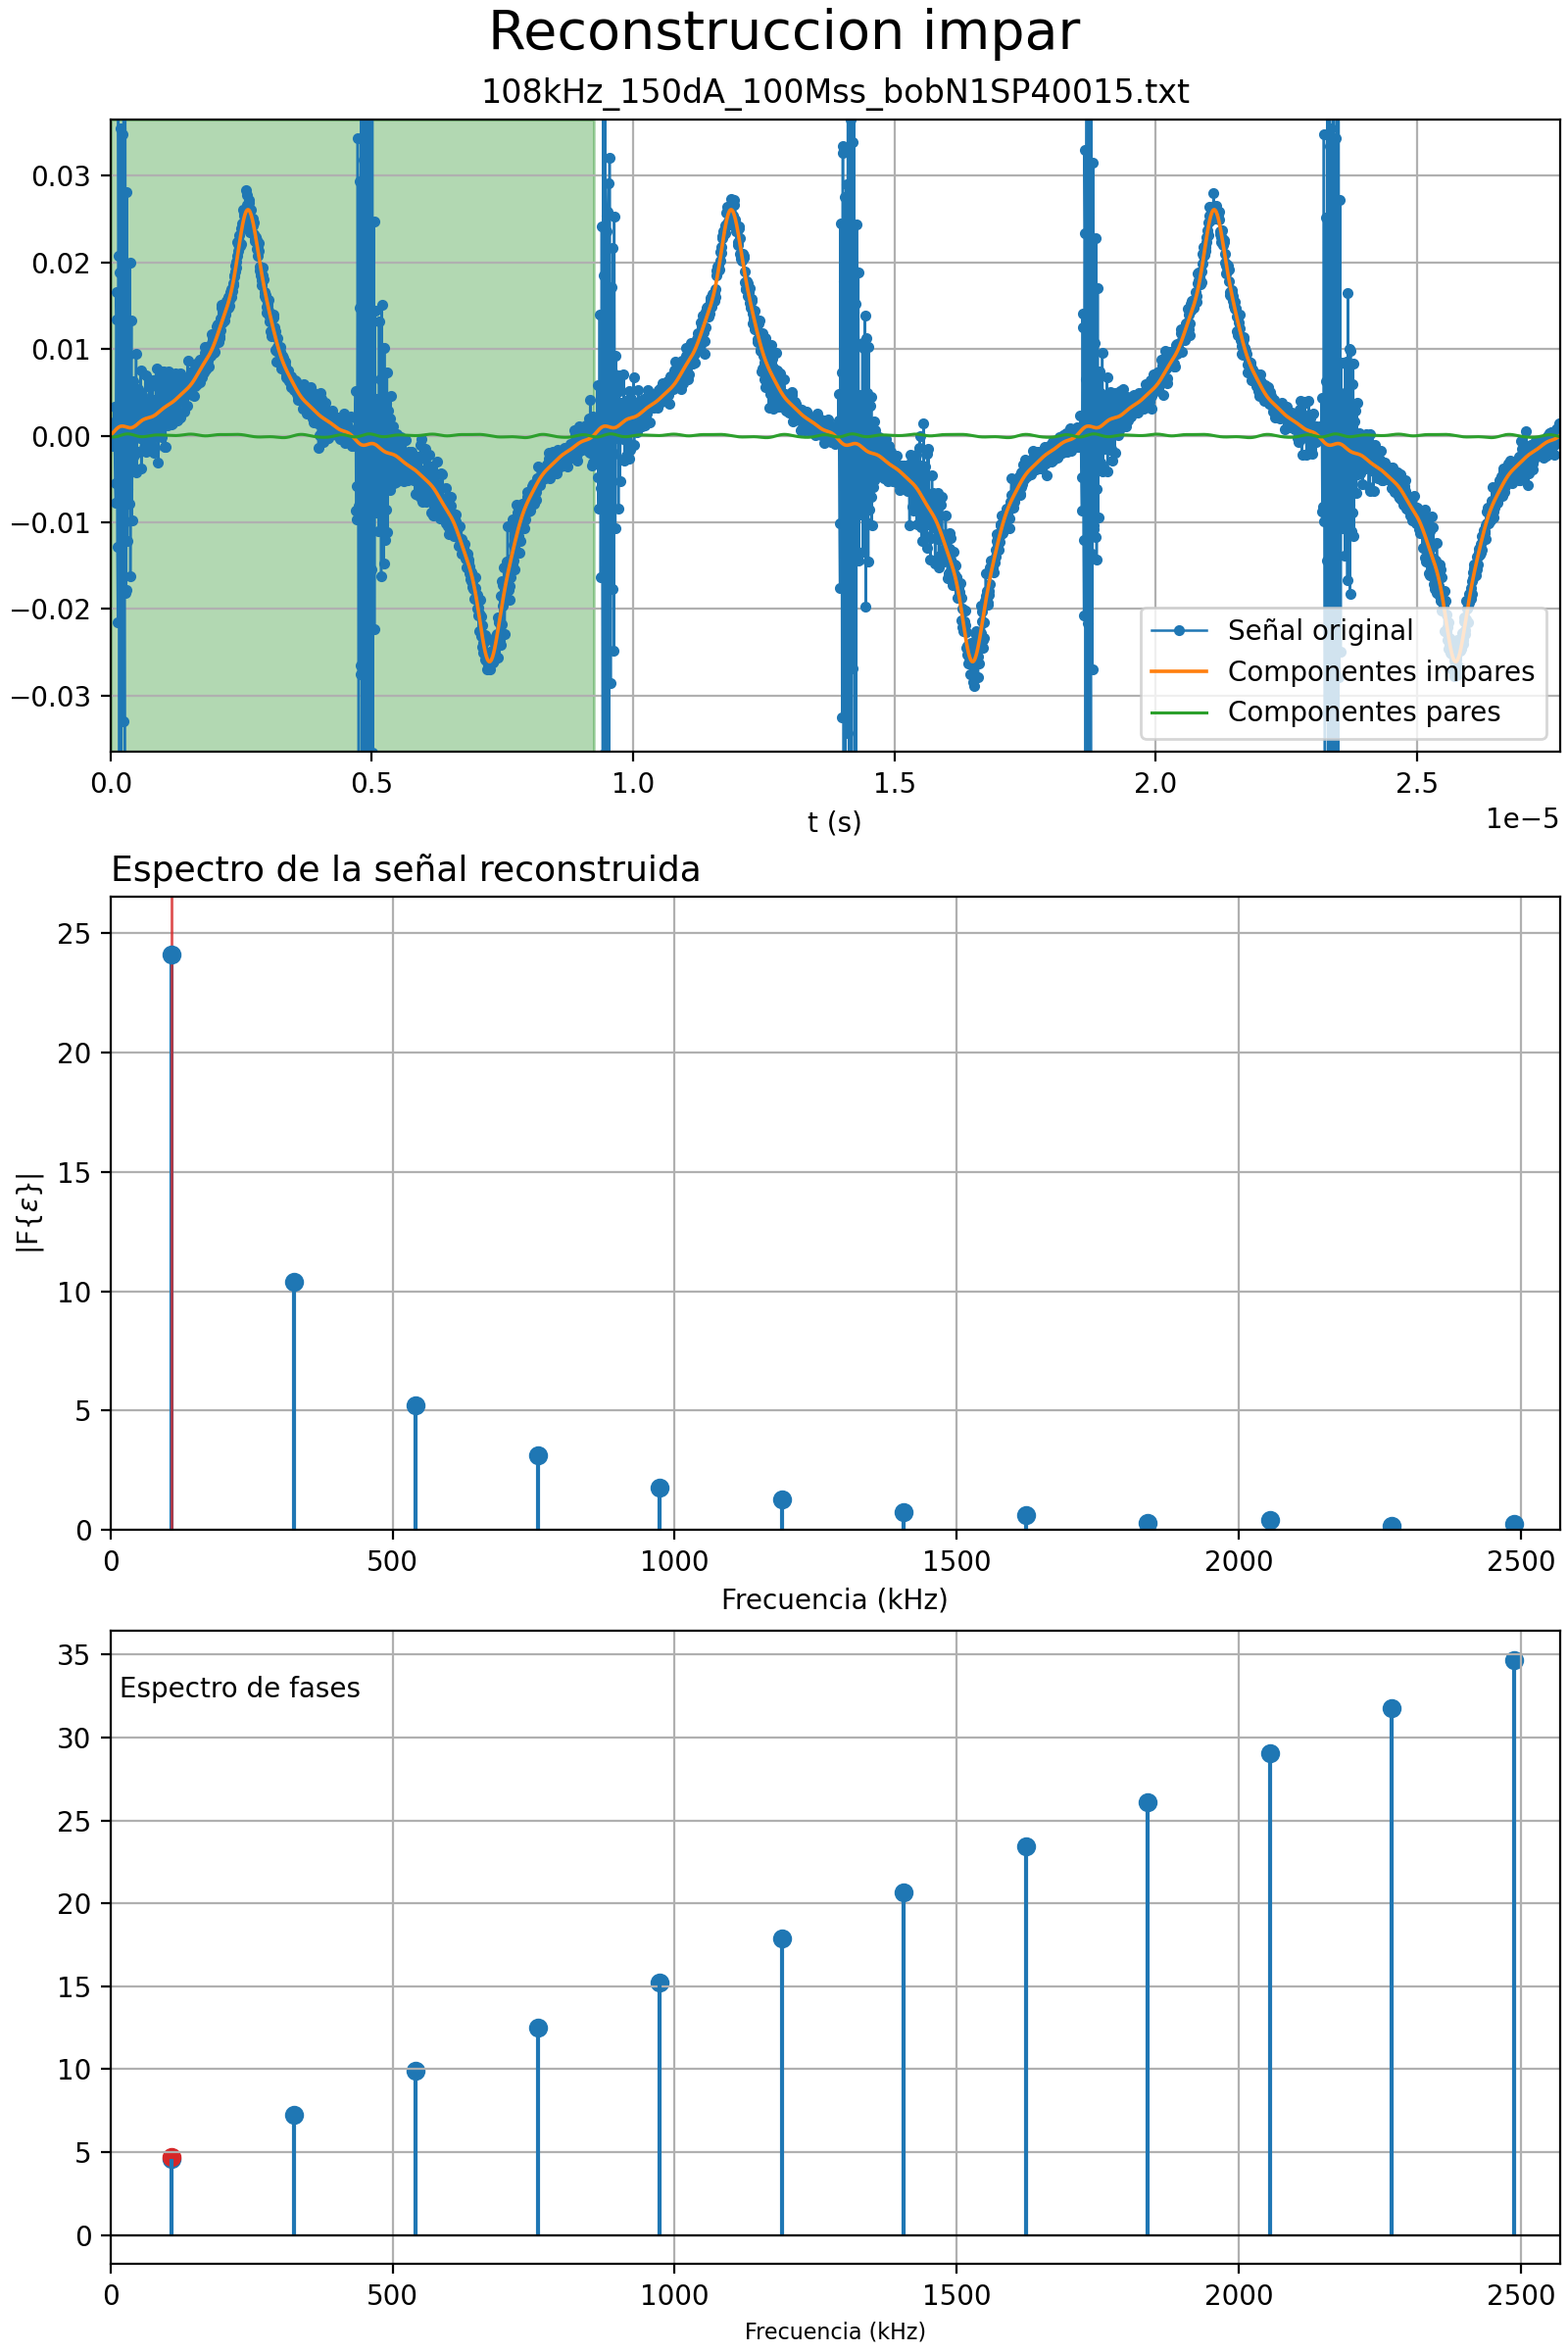 Reconstruccion impar
108kHz_150dA_100Mss_bobN1SP40015.txt
0.03
0.02
0.01
0.00
−0.01
−0.02
−0.03
Señal original
Componentes impares
Componentes pares
0.0 0.5 1.0 1.5 2.0 2.5
1e−5
t (s)
Espectro de la señal reconstruida
25
20
15
10
5
0
|F{ε}|
0 500 1000 1500 2000 2500
Frecuencia (kHz)
35
Espectro de fases
30
25
20
15
10
5
0
0 500 1000 1500 2000 2500
Frecuencia (kHz)